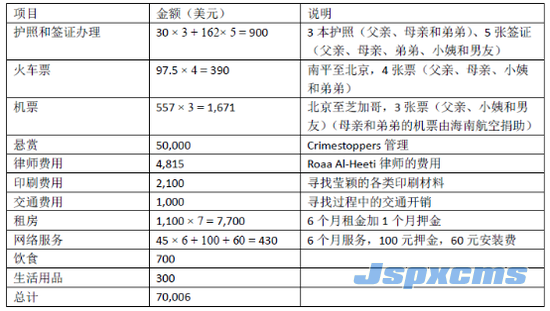 项目 金额（美元） 说明
护照和签证办理 30 × 3 + 162× 5 = 900 3 本护照（父亲、母亲和弟弟）、5 张签证
（父亲、母亲、弟弟、小姨和男友）
火车票 97.5 × 4 = 390 南平至北京，4 张票（父亲、母亲、小姨
和弟弟）
机票 557 × 3 = 1,671 北京至芝加哥，3 张票（父亲、小姨和男
友）（母亲和弟弟的机票由海南航空捐助）
悬赏 50,000 Crimestoppers 管理
律师费用 4,815 Roaa Al-Heeti 律师的费用
印刷费用 2,100 寻找莹颖的各类印刷材料
交通费用 1,000 寻找过程中的交通开销
租房 1,100 × 7 = 7,700 6 个月租金加 1 个月押金
网络服务 45 × 6 + 100 + 60 = 430 6 个月服务，100 元押金，60 元安装费
饮食 700
生活用品 300
总计 70,006
Jspxcms